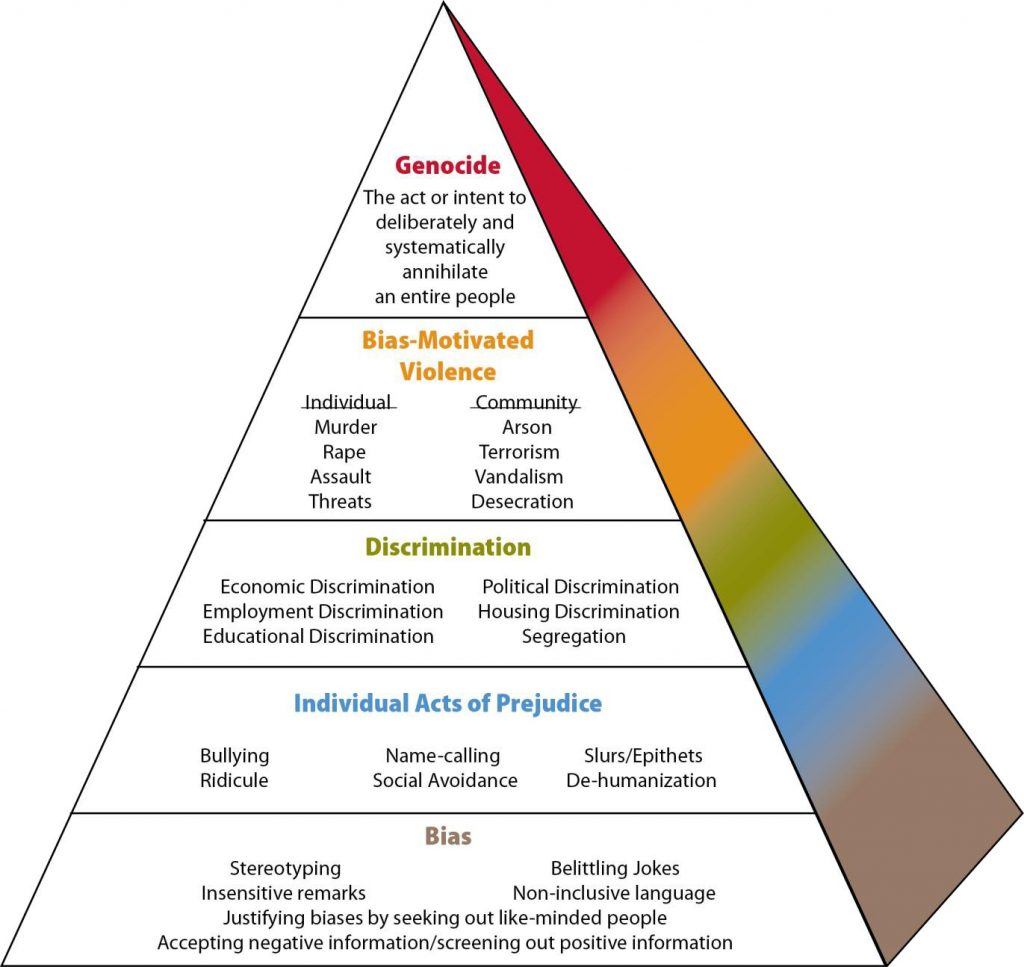 Genocide
The act or intent to
deliberately and
systematically
annihilate
an entire people
Bias-Motivated
Violence
Individual Community
Murder Arson
Rape Terrorism
Assault Vandalism
Threats Desecration
Discrimination
Economic Discrimination Political Discrimination
Employment Discrimination Housing Discrimination
Educational Discrimination Segregation
Individual Acts of Prejudice
Bullying Name-calling Slurs/Epithets
Ridicule Social Avoidance De-humanization
Bias
Stereotyping Belittling Jokes
Insensitive remarks Non-inclusive language
Justifying biases by seeking out like-minded people
Accepting negative information/screening out positive information